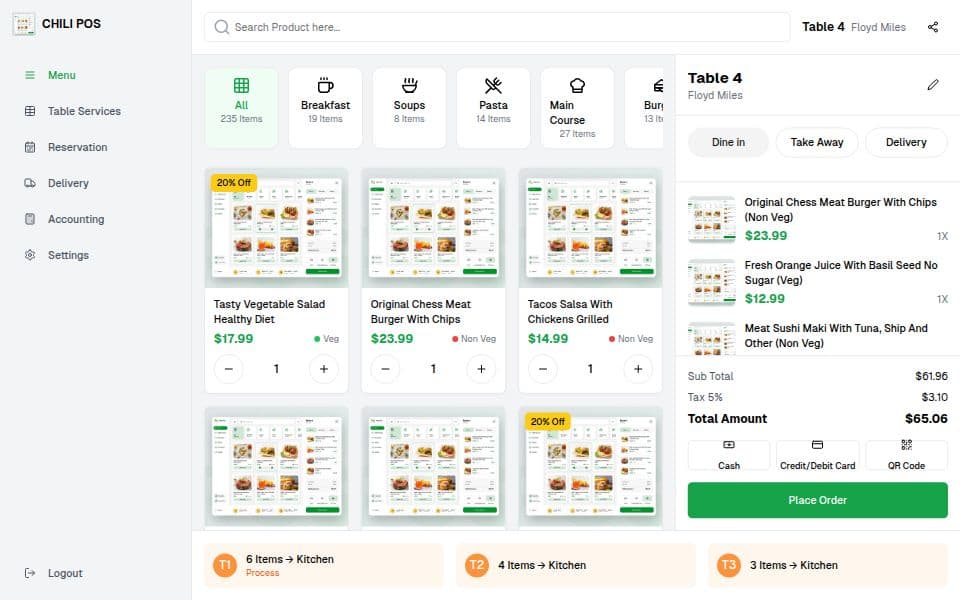 CHILI POS
Search Product here...
Table 4 Floyd Miles
Menu
Table Services
Reservation
Delivery
Accounting
Settings
Logout
All
235 Items
Breakfast
19 Items
Soups
8 Items
Pasta
14 Items
Main
Course
27 Items
20% Off
Tasty Vegetable Salad
Healthy Diet
$17.99 Veg
− 1 +
Original Chess Meat
Burger With Chips
$23.99 Non Veg
− 1 +
Tacos Salsa With
Chickens Grilled
$14.99 Non Veg
− 1 +
20% Off
Table 4
Floyd Miles
Dine in
Take Away
Delivery
Original Chess Meat Burger With Chips
(Non Veg)
$23.99 1X
Fresh Orange Juice With Basil Seed No
Sugar (Veg)
$12.99 1X
Meat Sushi Maki With Tuna, Ship And
Other (Non Veg)
Sub Total $61.96
Tax 5% $3.10
Total Amount $65.06
Cash
Credit/Debit Card
QR Code
Place Order
T1
6 Items → Kitchen
Process
T2
4 Items → Kitchen
T3
3 Items → Kitchen